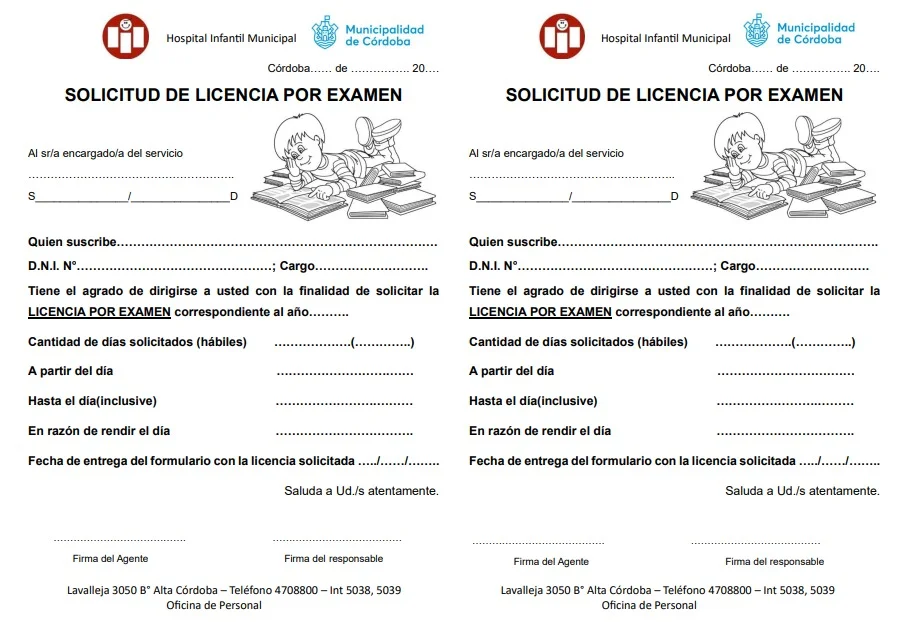 Hospital Infantil Municipal
Municipalidad
de Córdoba
Córdoba…… de ……………. 20….
SOLICITUD DE LICENCIA POR EXAMEN
Al sr/a encargado/a del servicio
…………………………………………………..
S_______________/________________D
Quien suscribe……………………………………………………………………….
D.N.I. N°…………………………………………; Cargo……………………….
Tiene el agrado de dirigirse a usted con la finalidad de solicitar la
LICENCIA POR EXAMEN correspondiente al año……….
Cantidad de días solicitados (hábiles) ……………….(…………..)
A partir del día …………………………….
Hasta el día(inclusive) …………………………….
En razón de rendir el día …………………………….
Fecha de entrega del formulario con la licencia solicitada …../……/……..
Saluda a Ud./s atentamente.
…………………………………….. ……………………………………..
Firma del Agente Firma del responsable
Lavalleja 3050 B° Alta Córdoba – Teléfono 4708800 – Int 5038, 5039
Oficina de Personal
Hospital Infantil Municipal
Municipalidad
de Córdoba
Córdoba…… de ……………. 20….
SOLICITUD DE LICENCIA POR EXAMEN
Al sr/a encargado/a del servicio
…………………………………………………..
S_______________/________________D
Quien suscribe……………………………………………………………………….
D.N.I. N°…………………………………………; Cargo……………………….
Tiene el agrado de dirigirse a usted con la finalidad de solicitar la
LICENCIA POR EXAMEN correspondiente al año……….
Cantidad de días solicitados (hábiles) ……………….(…………..)
A partir del día …………………………….
Hasta el día(inclusive) …………………………….
En razón de rendir el día …………………………….
Fecha de entrega del formulario con la licencia solicitada …../……/……..
Saluda a Ud./s atentamente.
…………………………………….. ……………………………………..
Firma del Agente Firma del responsable
Lavalleja 3050 B° Alta Córdoba – Teléfono 4708800 – Int 5038, 5039
Oficina de Personal